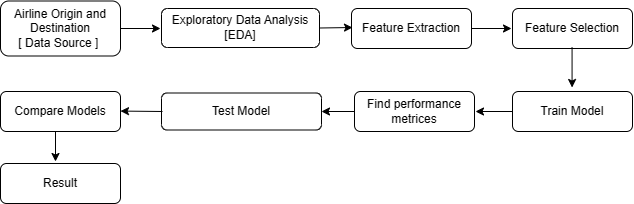 Airline Origin and
Destination
[ Data Source ]
Exploratory Data Analysis
[EDA]
Feature Extraction
Feature Selection
Train Model
Find performance
metrices
Test Model
Compare Models
Result